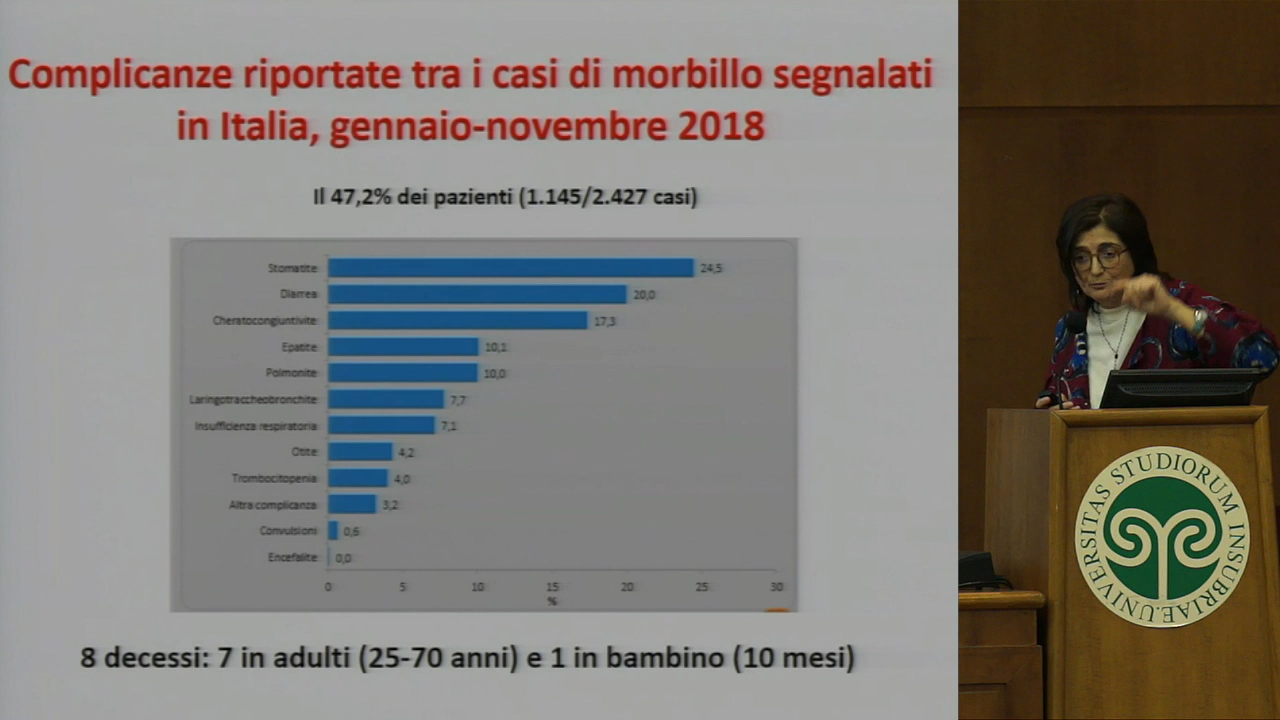 Complicanze riportate tra i casi di morbillo segnalati
in Italia, gennaio-novembre 2018
Il 47,2% dei pazienti (1.145/2.427 casi)
Stomatite 24,5
Diarrea 20,0
Cheratocongiuntivite 17,3
Epatite 10,1
Polmonite 10,0
Laringotraccheobronchite 7,7
Insufficienza respiratoria 7,1
Otite 4,2
Trombocitopenia 4,0
Altra complicanza 3,2
Convulsioni 0,6
Encefalite 0,0
0 5 10 15 20 25 30
%
8 decessi: 7 in adulti (25-70 anni) e 1 in bambino (10 mesi)
UNIVERSITAS STUDIORUM INSUBRIAE